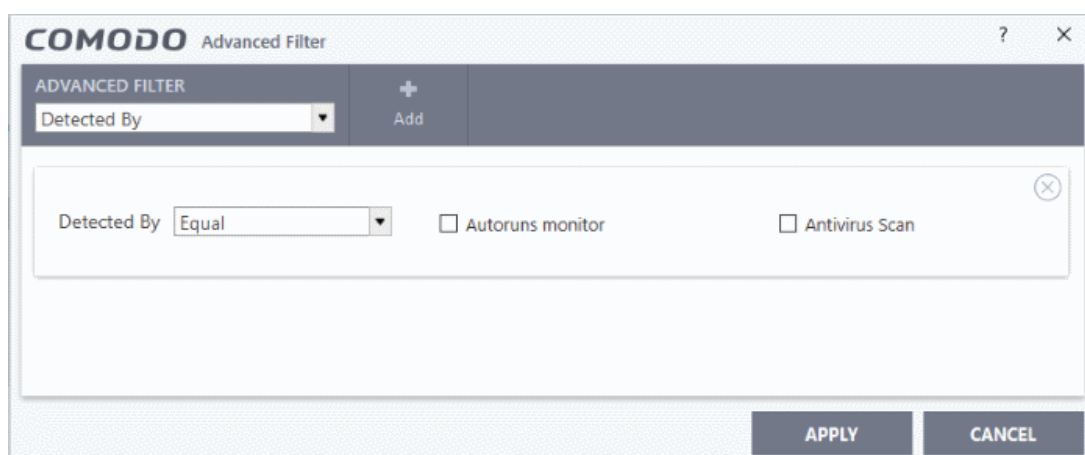 COMODO Advanced Filter ?
ADVANCED FILTER
Detected By
Add
Detected By Equal Autoruns monitor Antivirus Scan
APPLY CANCEL